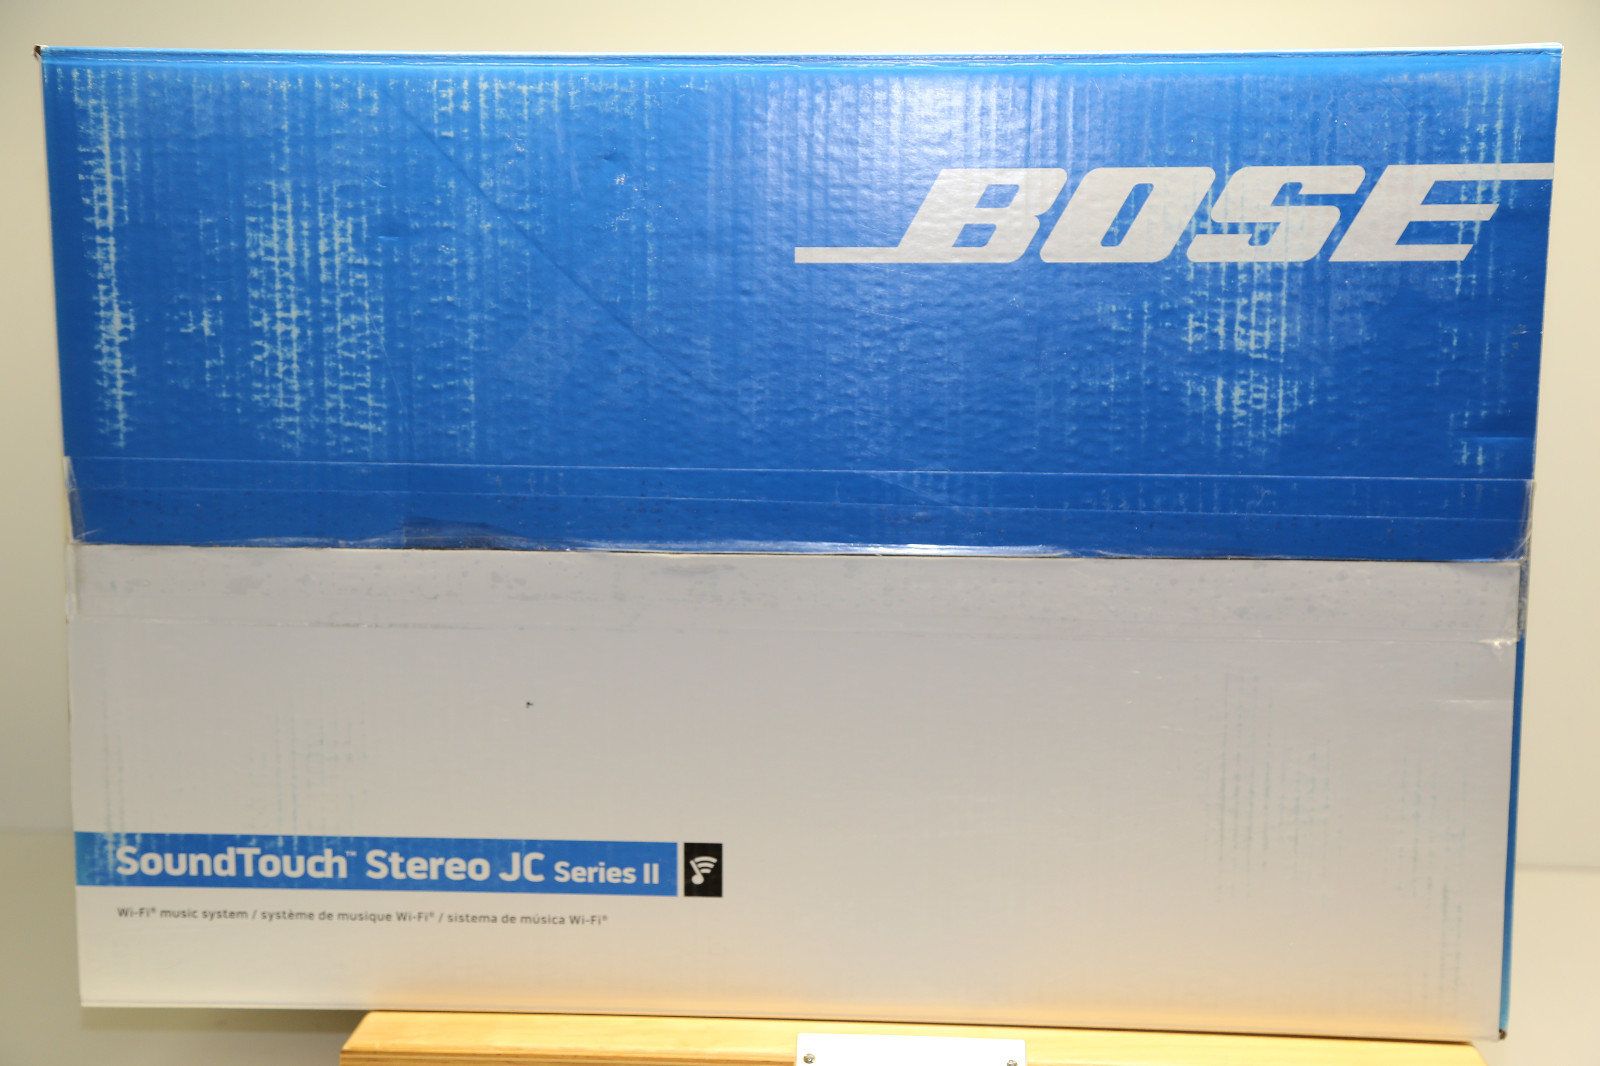 BOSE
SoundTouch™ Stereo JC Series II
Wi-Fi® music system / système de musique Wi-Fi® / sistema de música Wi-Fi®